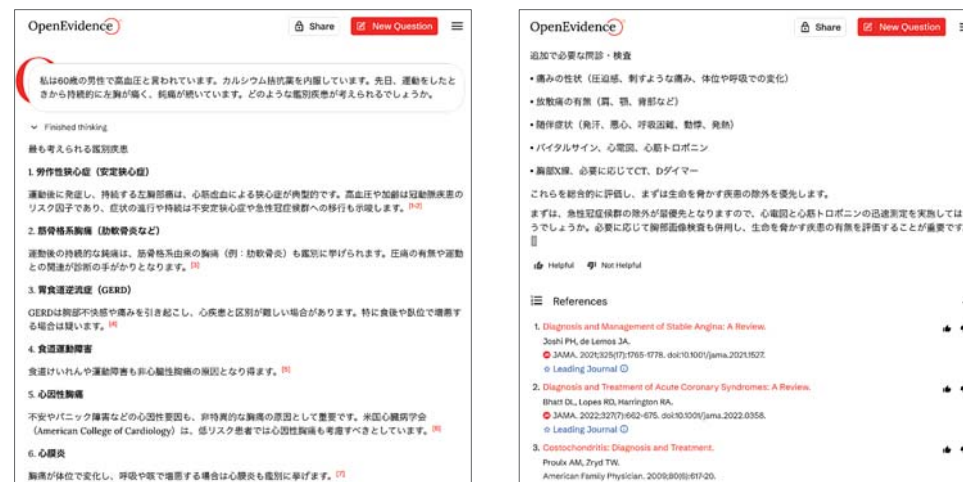 OpenEvidence
Share
New Question
私は60歳の男性で高血圧と言われています。カルシウム拮抗薬を内服しています。先日、運動をしたと
きから持続的に左胸が痛く、鈍痛が続いています。どのような鑑別疾患が考えられるでしょうか。
Finished thinking
最も考えられる鑑別疾患
1. 労作性狭心症（安定狭心症）
運動後に発症し、持続する左胸部痛は、心筋虚血による狭心症が典型的です。高血圧や加齢は冠動脈疾患の
リスク因子であり、症状の進行や持続は不安定狭心症や急性冠症候群への移行も示唆します。[1-2]
2. 筋骨格系胸痛（肋軟骨炎など）
運動後の持続的な鈍痛は、筋骨格系由来の胸痛（例：肋軟骨炎）も鑑別に挙げられます。圧痛の有無や運動
との関連が診断の手がかりとなります。[3]
3. 胃食道逆流症（GERD）
GERDは胸部不快感や痛みを引き起こし、心疾患と区別が難しい場合があります。特に食後や臥位で増悪す
る場合は疑います。[4]
4. 食道運動障害
食道けいれんや運動障害も非心臓性胸痛の原因となり得ます。[5]
5. 心因性胸痛
不安やパニック障害などの心因性要因も、非特異的な胸痛の原因として重要です。米国心臓病学会
（American College of Cardiology）は、低リスク患者では心因性胸痛も考慮すべきとしています。[6]
6. 心膜炎
胸痛が体位で変化し、呼吸や咳で増悪する場合は心膜炎も鑑別に挙げます。[7]
OpenEvidence
Share
New Question
追加で必要な問診・検査
• 痛みの性状（圧迫感、刺すような痛み、体位や呼吸での変化）
• 放散痛の有無（肩、顎、背部など）
• 随伴症状（発汗、悪心、呼吸困難、動悸、発熱）
• バイタルサイン、心電図、心筋トロポニン
• 胸部X線、必要に応じてCT、Dダイマー
これらを総合的に評価し、まずは生命を脅かす疾患の除外を優先します。
まずは、急性冠症候群の除外が最優先となりますので、心電図と心筋トロポニンの迅速測定を実施しては
うでしょうか。必要に応じて胸部画像検査も併用し、生命を脅かす疾患の有無を評価することが重要です
Helpful
Not Helpful
References
1. Diagnosis and Management of Stable Angina: A Review.
Joshi PH, de Lemos JA.
JAMA. 2021;325(17):1765-1778. doi:10.1001/jama.2021.1527.
Leading Journal
2. Diagnosis and Treatment of Acute Coronary Syndromes: A Review.
Bhatt DL, Lopes RD, Harrington RA.
JAMA. 2022;327(7):662-675. doi:10.1001/jama.2022.0358.
Leading Journal
3. Costochondritis: Diagnosis and Treatment.
Proulx AM, Zryd TW.
American Family Physician. 2009;80(6):617-20.